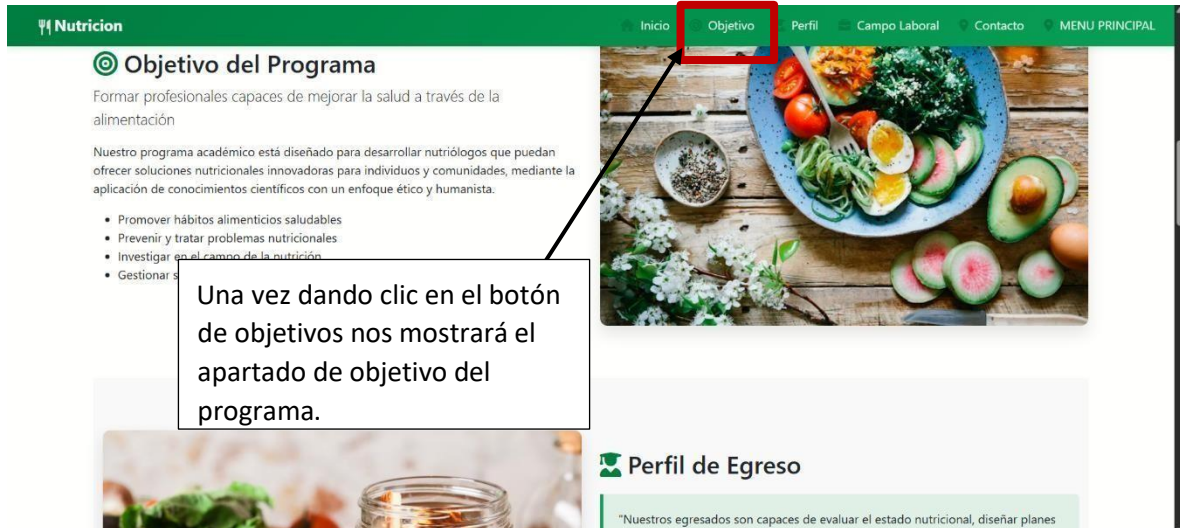 Nutricion
Inicio Objetivo Perfil Campo Laboral Contacto MENU PRINCIPAL
Objetivo del Programa
Formar profesionales capaces de mejorar la salud a través de la
alimentación
Nuestro programa académico está diseñado para desarrollar nutriólogos que puedan
ofrecer soluciones nutricionales innovadoras para individuos y comunidades, mediante la
aplicación de conocimientos científicos con un enfoque ético y humanista.
• Promover hábitos alimenticios saludables
• Prevenir y tratar problemas nutricionales
• Investigar en el campo de la nutrición
• Gestionar
Una vez dando clic en el botón
de objetivos nos mostrará el
apartado de objetivo del
programa.
Perfil de Egreso
"Nuestros egresados son capaces de evaluar el estado nutricional, diseñar planes